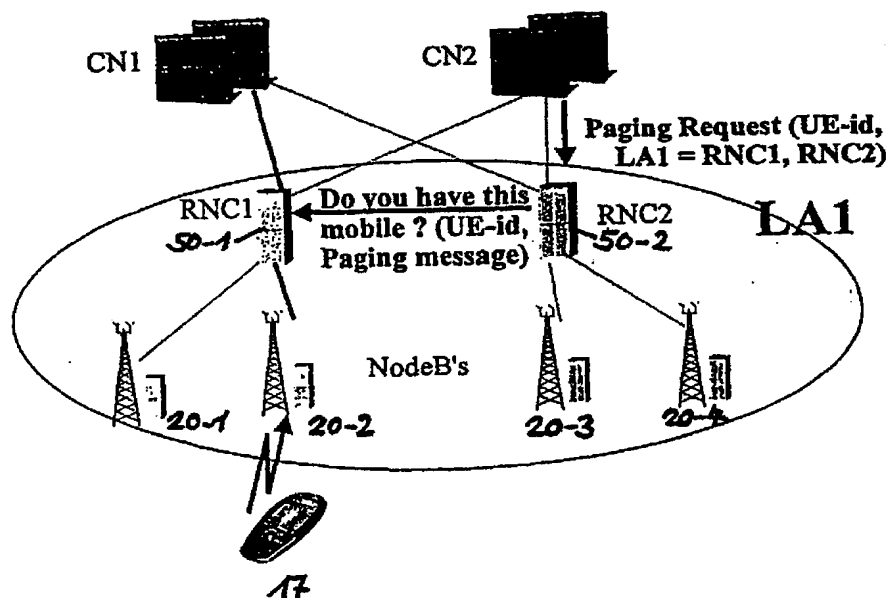 CN1
CN2
Paging Request (UE-id,
LA1 = RNC1, RNC2)
RNC1
50-1
Do you have this
mobile ? (UE-id,
Paging message)
RNC2
50-2
LA1
NodeB's
20-1
20-2
20-3
20-4
17